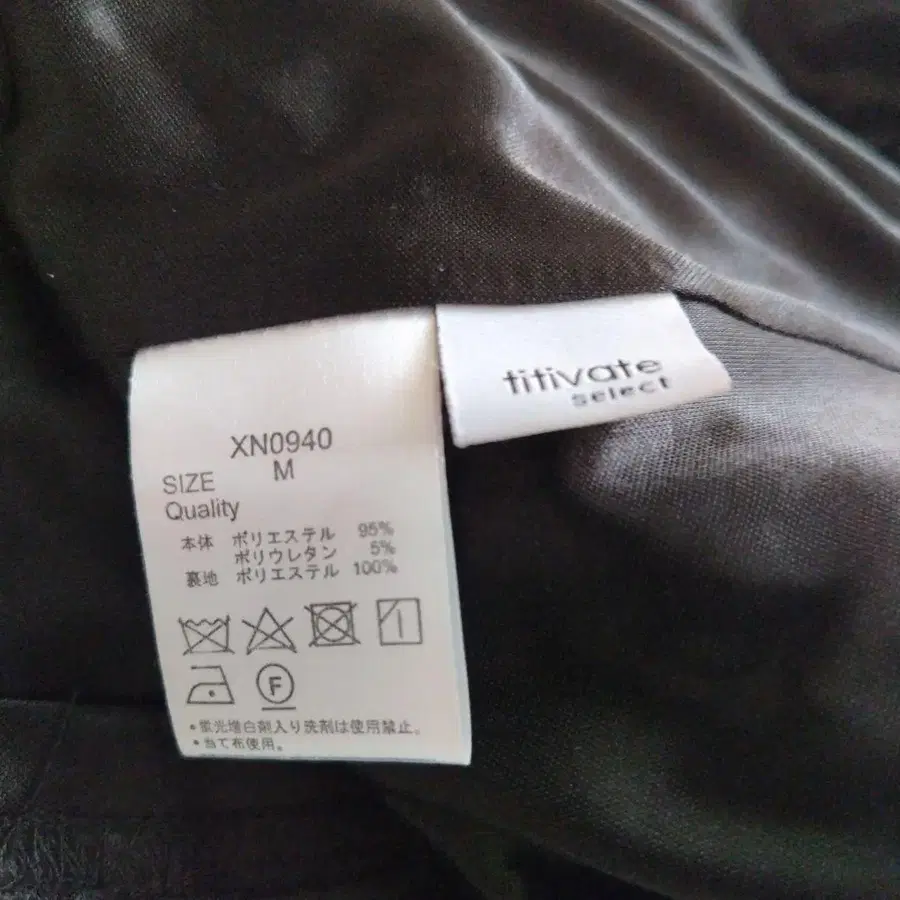 titivate
select
XN0940
SIZE M
Quality
本体 ポリエステル 95%
ポリウレタン 5%
裏地 ポリエステル 100%
F
•蛍光増白剤入り洗剤は使用禁止。
•当て布使用。